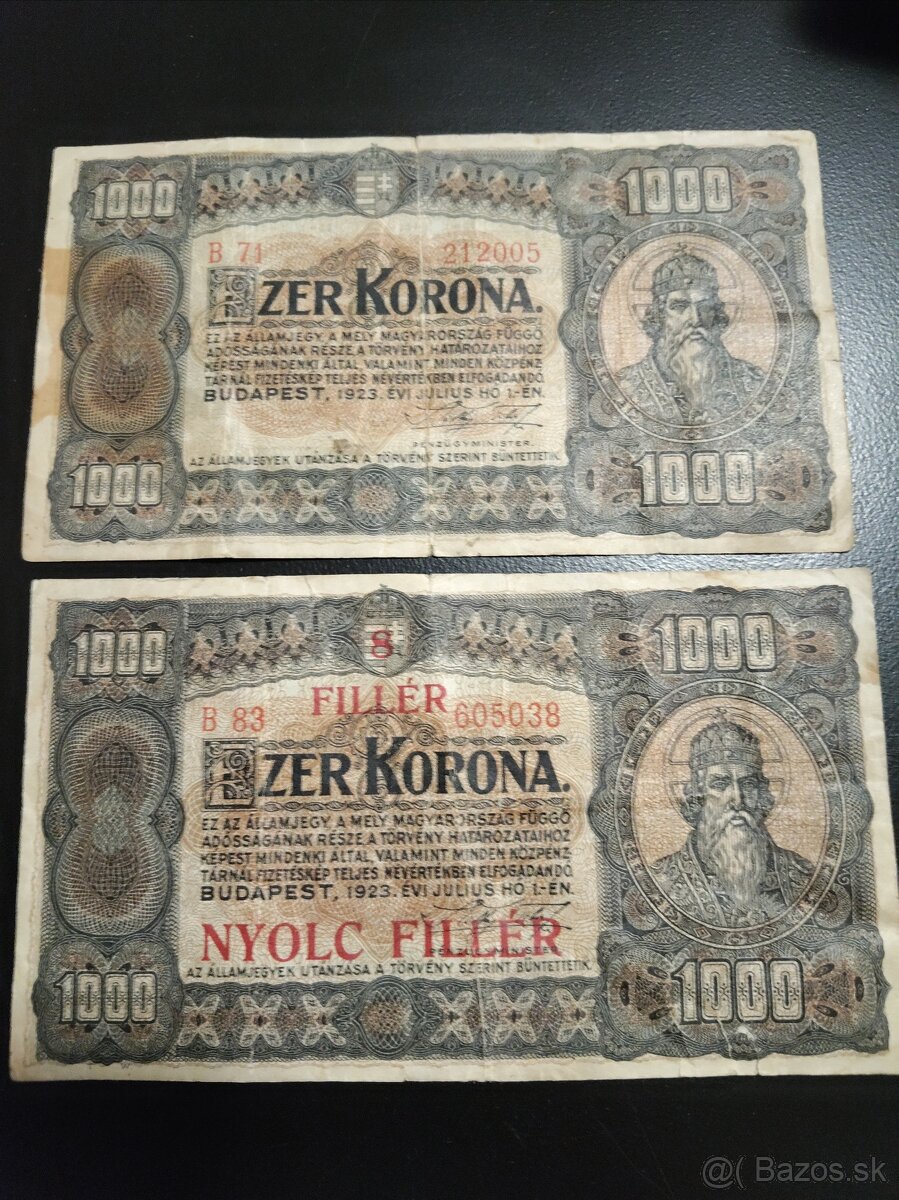 1000
1000
B 71
212005
EZER KORONA.
EZ AZ ÁLLAMJEGY, A MELY MAGYARORSZÁG FÜGGŐ
ADÓSSÁGÁNAK RÉSZE, A TÖRVÉNY HATÁROZATAIHOZ
KÉPEST MINDENKI ÁLTAL, VALAMINT MINDEN KÖZPÉNZ-
TÁRNÁL FIZETÉSKÉP TELJES NÉVÉRTÉKBEN ELFOGADANDÓ.
BUDAPEST, 1923. ÉVI JULIUS HÓ 1.-ÉN.
PÉNZÜGYMINISTER.
AZ ÁLLAMJEGYEK UTÁNZÁSA A TÖRVÉNY SZERINT BÜNTETTETIK.
1000
1000
1000
8
1000
FILLÉR
B 83
605038
EZER KORONA.
EZ AZ ÁLLAMJEGY, A MELY MAGYARORSZÁG FÜGGŐ
ADÓSSÁGÁNAK RÉSZE, A TÖRVÉNY HATÁROZATAIHOZ
KÉPEST MINDENKI ÁLTAL, VALAMINT MINDEN KÖZPÉNZ-
TÁRNÁL FIZETÉSKÉP TELJES NÉVÉRTÉKBEN ELFOGADANDÓ.
BUDAPEST, 1923. ÉVI JULIUS HÓ 1.-ÉN.
NYOLC FILLÉR
PÉNZÜGYMINISTER.
AZ ÁLLAMJEGYEK UTÁNZÁSA A TÖRVÉNY SZERINT BÜNTETTETIK.
1000
1000
@( Bazos.sk